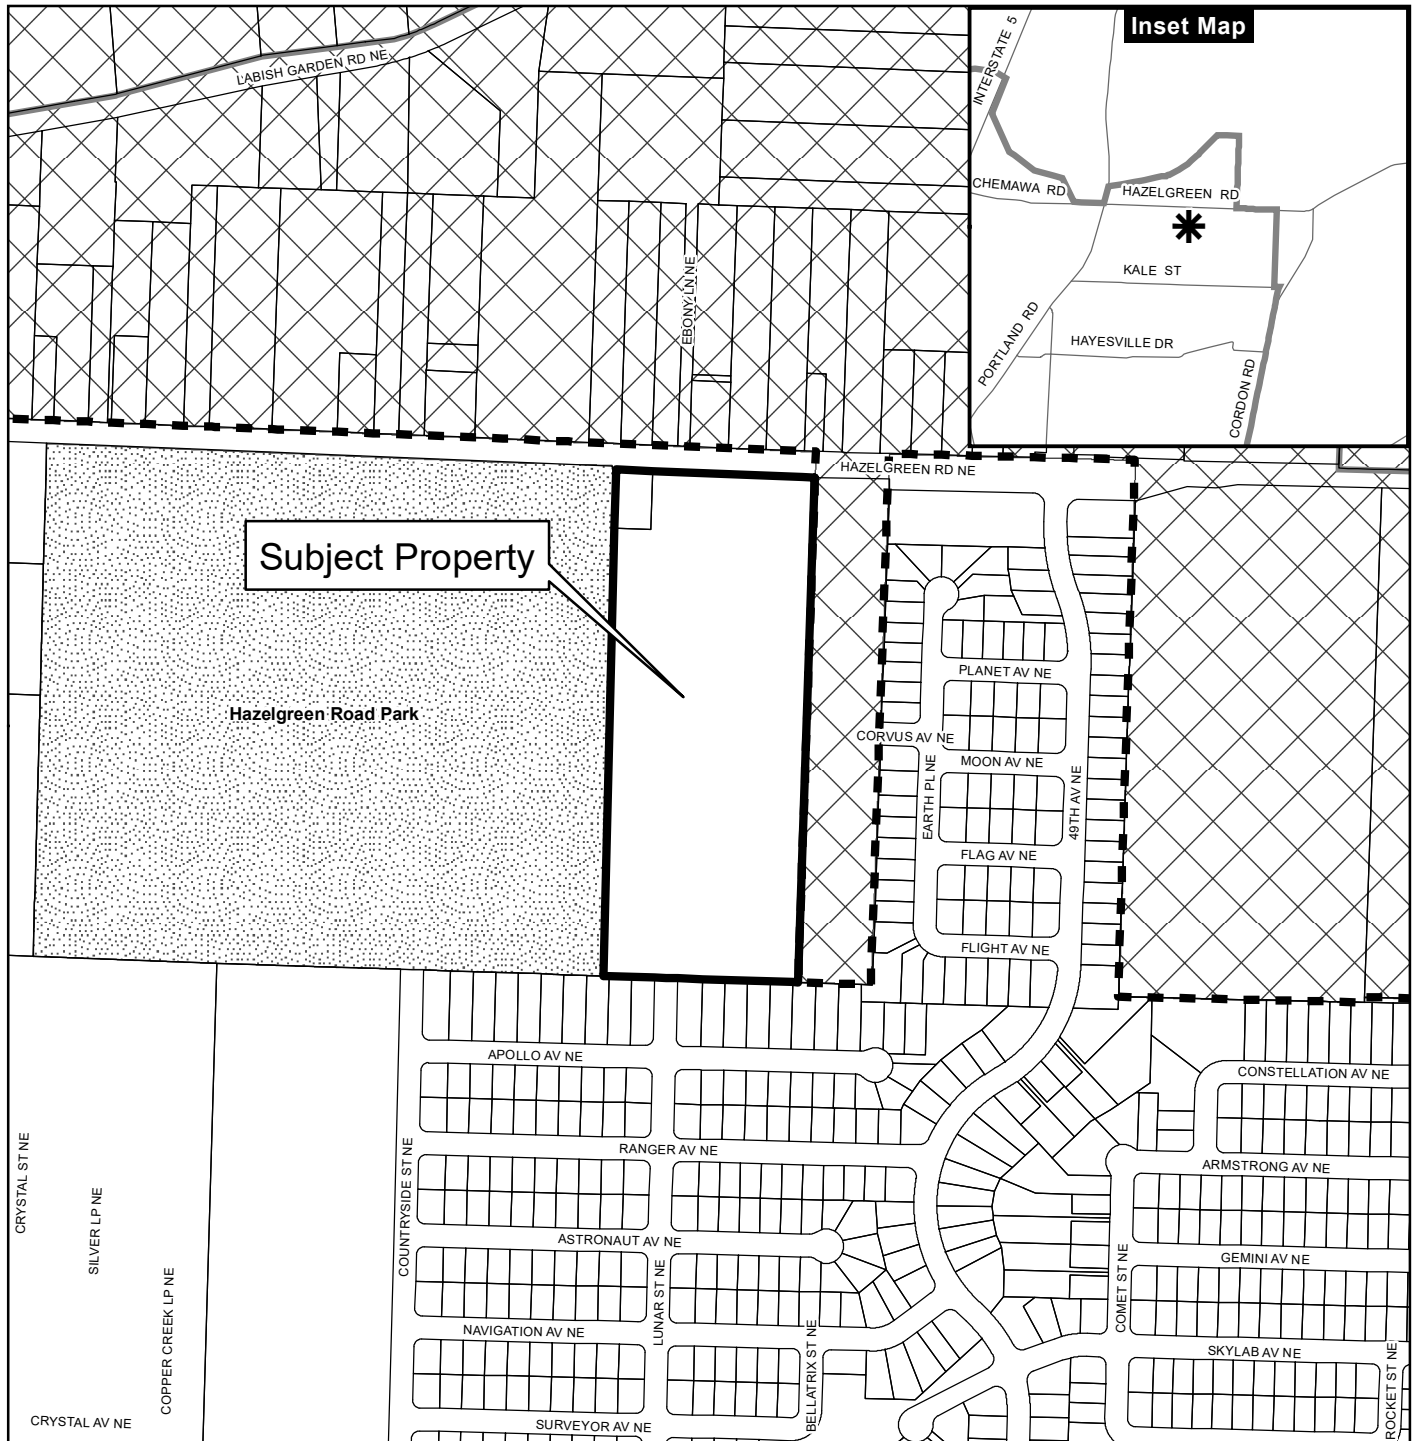 Inset Map
INTERSTATE 5
CHEMAWA RD
HAZELGREEN RD
KALE ST
PORTLAND RD
HAYESVILLE DR
CORDON RD
LABISH GARDEN RD NE
EBONY LN NE
HAZELGREEN RD NE
Subject Property
Hazelgreen Road Park
PLANET AV NE
CORVUS AV NE
MOON AV NE
EARTH PL NE
49TH AV NE
FLAG AV NE
FLIGHT AV NE
APOLLO AV NE
CONSTELLATION AV NE
RANGER AV NE
ARMSTRONG AV NE
CRYSTAL ST NE
SILVER LP NE
COUNTRYSIDE ST NE
ASTRONAUT AV NE
GEMINI AV NE
COPPER CREEK LP NE
LUNAR ST NE
COMET ST NE
NAVIGATION AV NE
BELLATRIX ST NE
SKYLAB AV NE
ROCKET ST NE
CRYSTAL AV NE
SURVEYOR AV NE